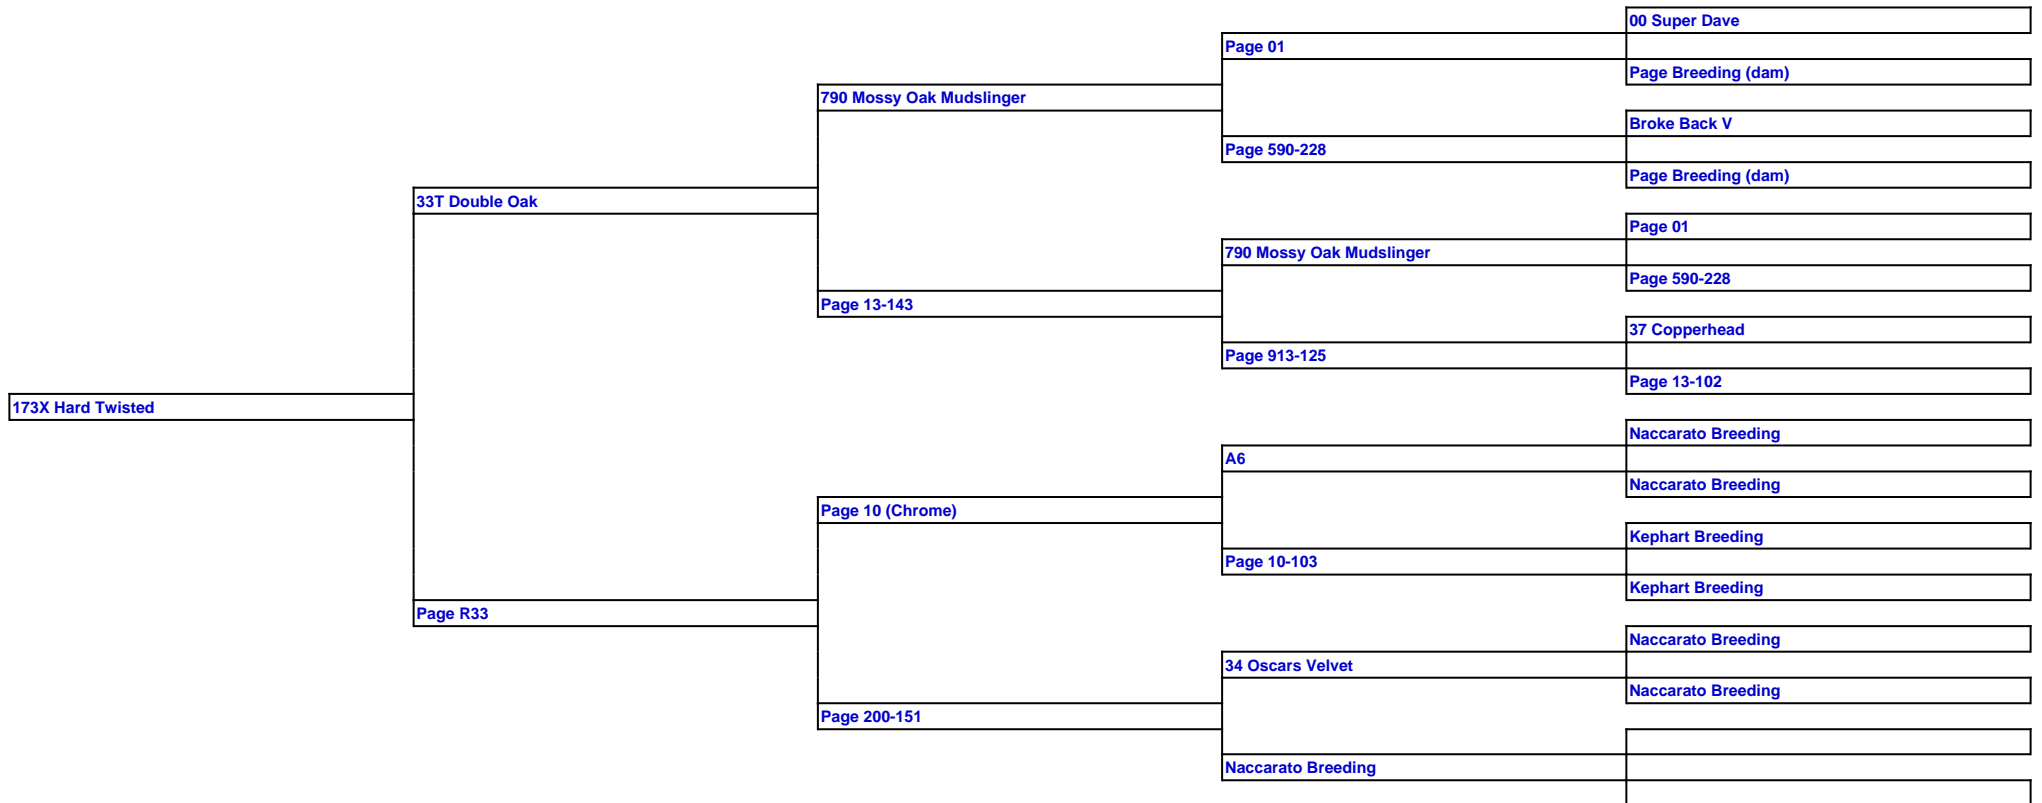 00 Super Dave
Page 01
Page Breeding (dam)
790 Mossy Oak Mudslinger
Broke Back V
Page 590-228
Page Breeding (dam)
33T Double Oak
Page 01
790 Mossy Oak Mudslinger
Page 590-228
Page 13-143
37 Copperhead
Page 913-125
Page 13-102
173X Hard Twisted
Naccarato Breeding
A6
Naccarato Breeding
Page 10 (Chrome)
Kephart Breeding
Page 10-103
Kephart Breeding
Page R33
Naccarato Breeding
34 Oscars Velvet
Naccarato Breeding
Page 200-151
Naccarato Breeding